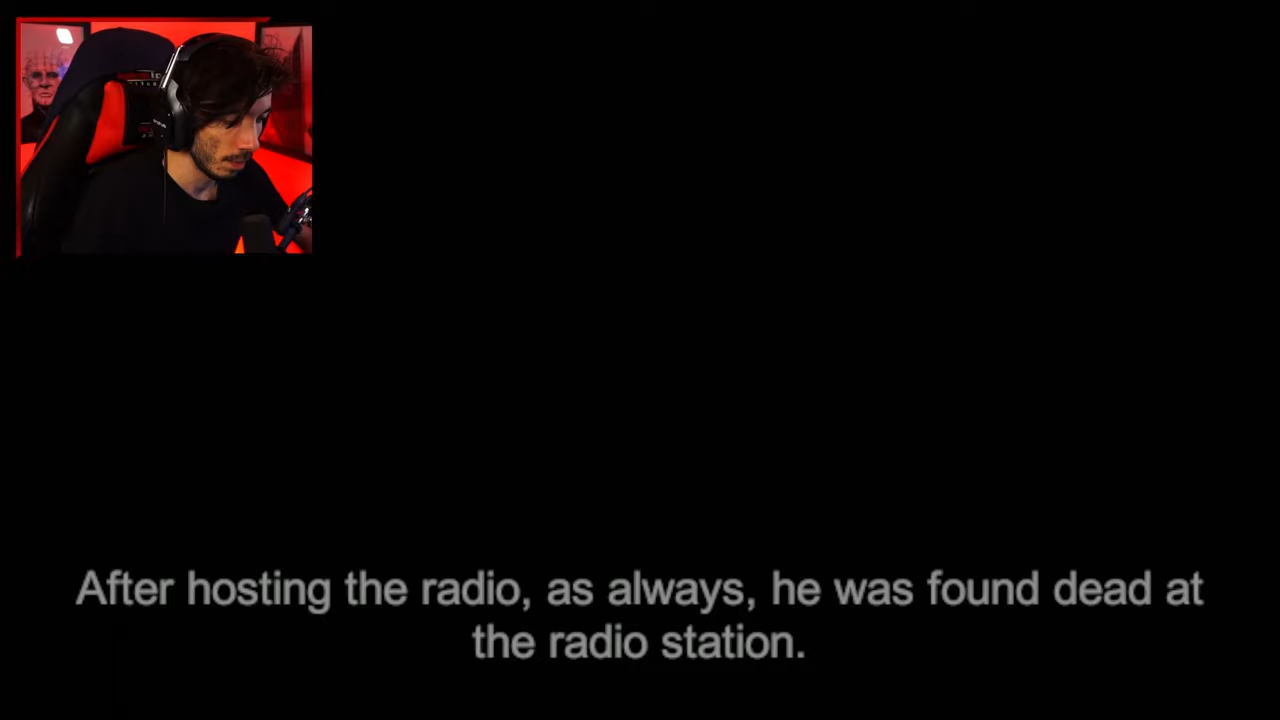 After hosting the radio, as always, he was found dead at
the radio station.